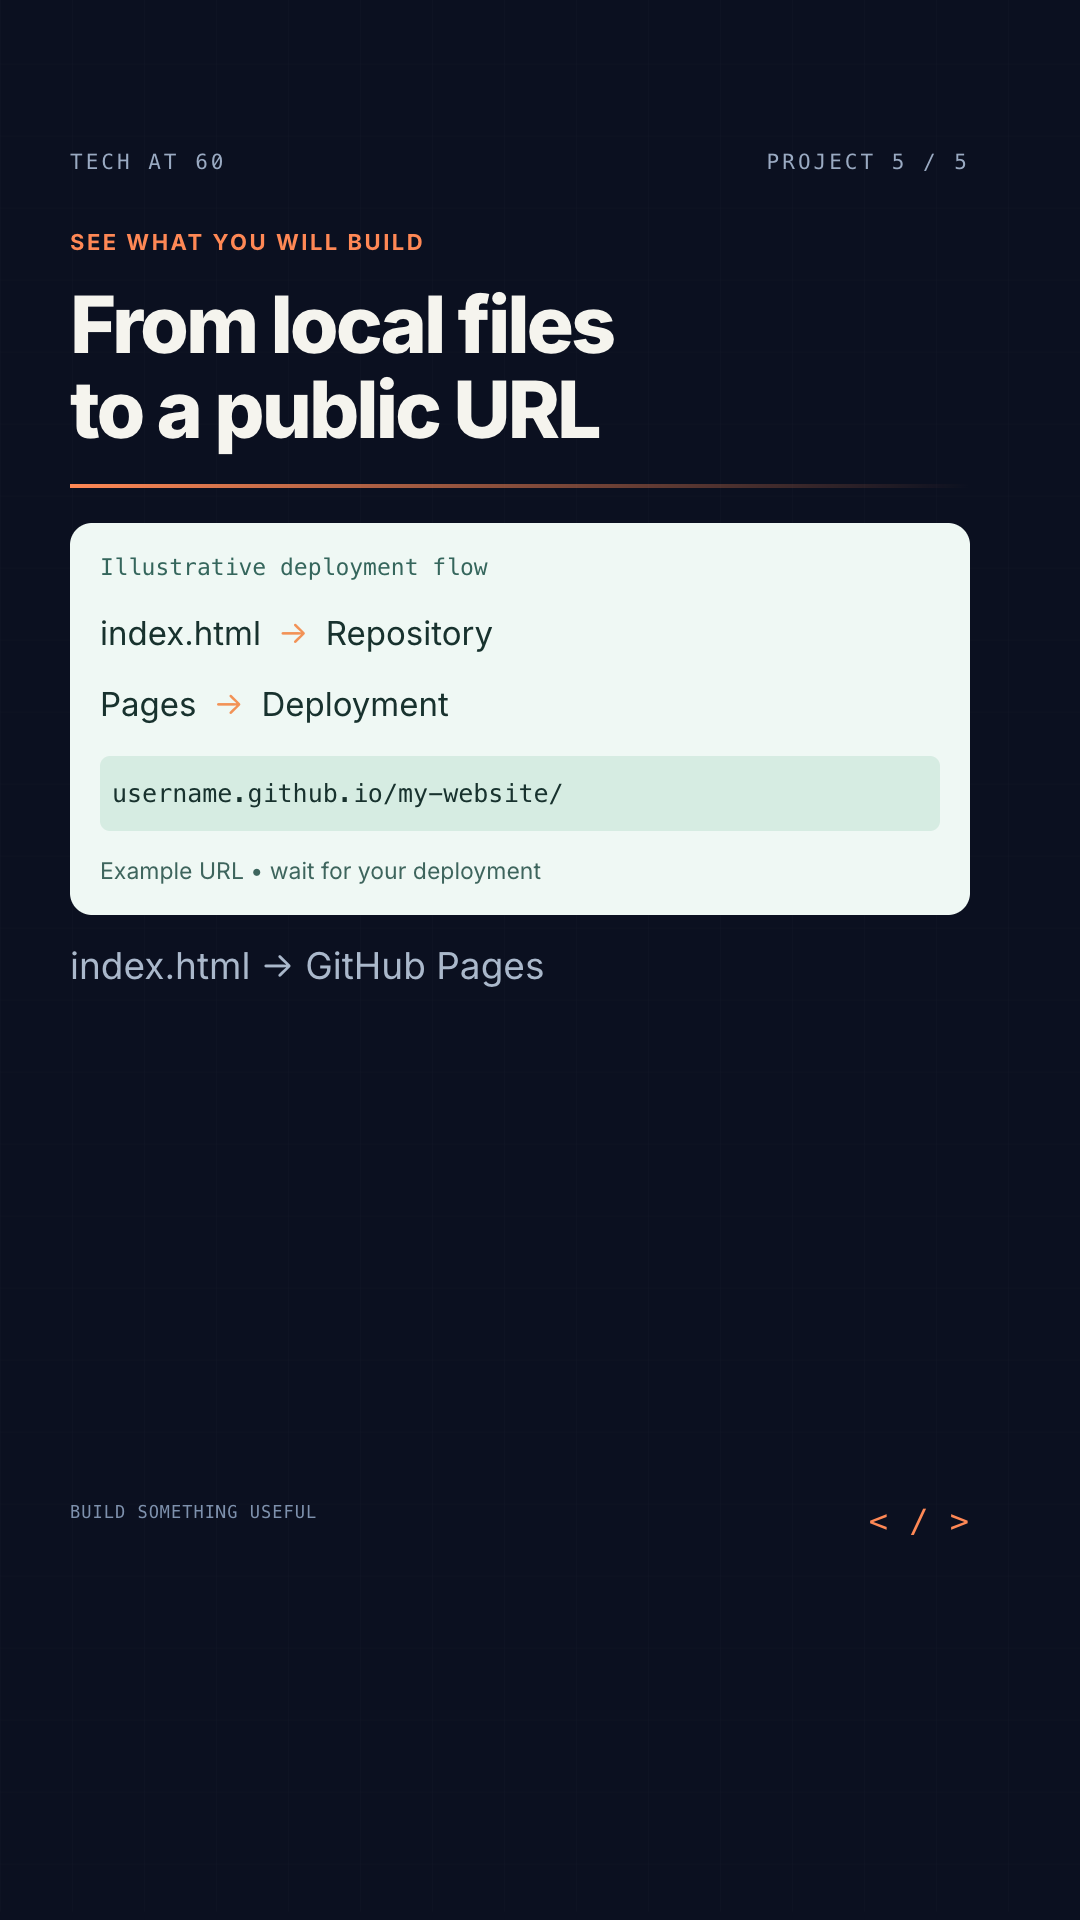 TECH AT 60
PROJECT 5 / 5
SEE WHAT YOU WILL BUILD
From local files
to a public URL
Illustrative deployment flow
index.html → Repository
Pages → Deployment
username.github.io/my-website/
Example URL • wait for your deployment
index.html → GitHub Pages
BUILD SOMETHING USEFUL
< / >